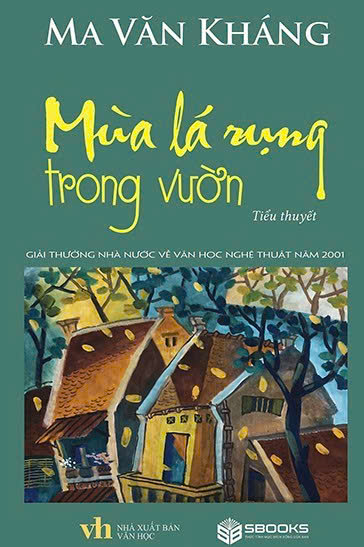 MA VĂN KHÁNG
Mùa lá rụng
trong vườn
Tiểu thuyết
GIẢI THƯỞNG NHÀ NƯỚC VỀ VĂN HỌC NGHỆ THUẬT NĂM 2001
vh NHÀ XUẤT BẢN
VĂN HỌC
SBOOKS